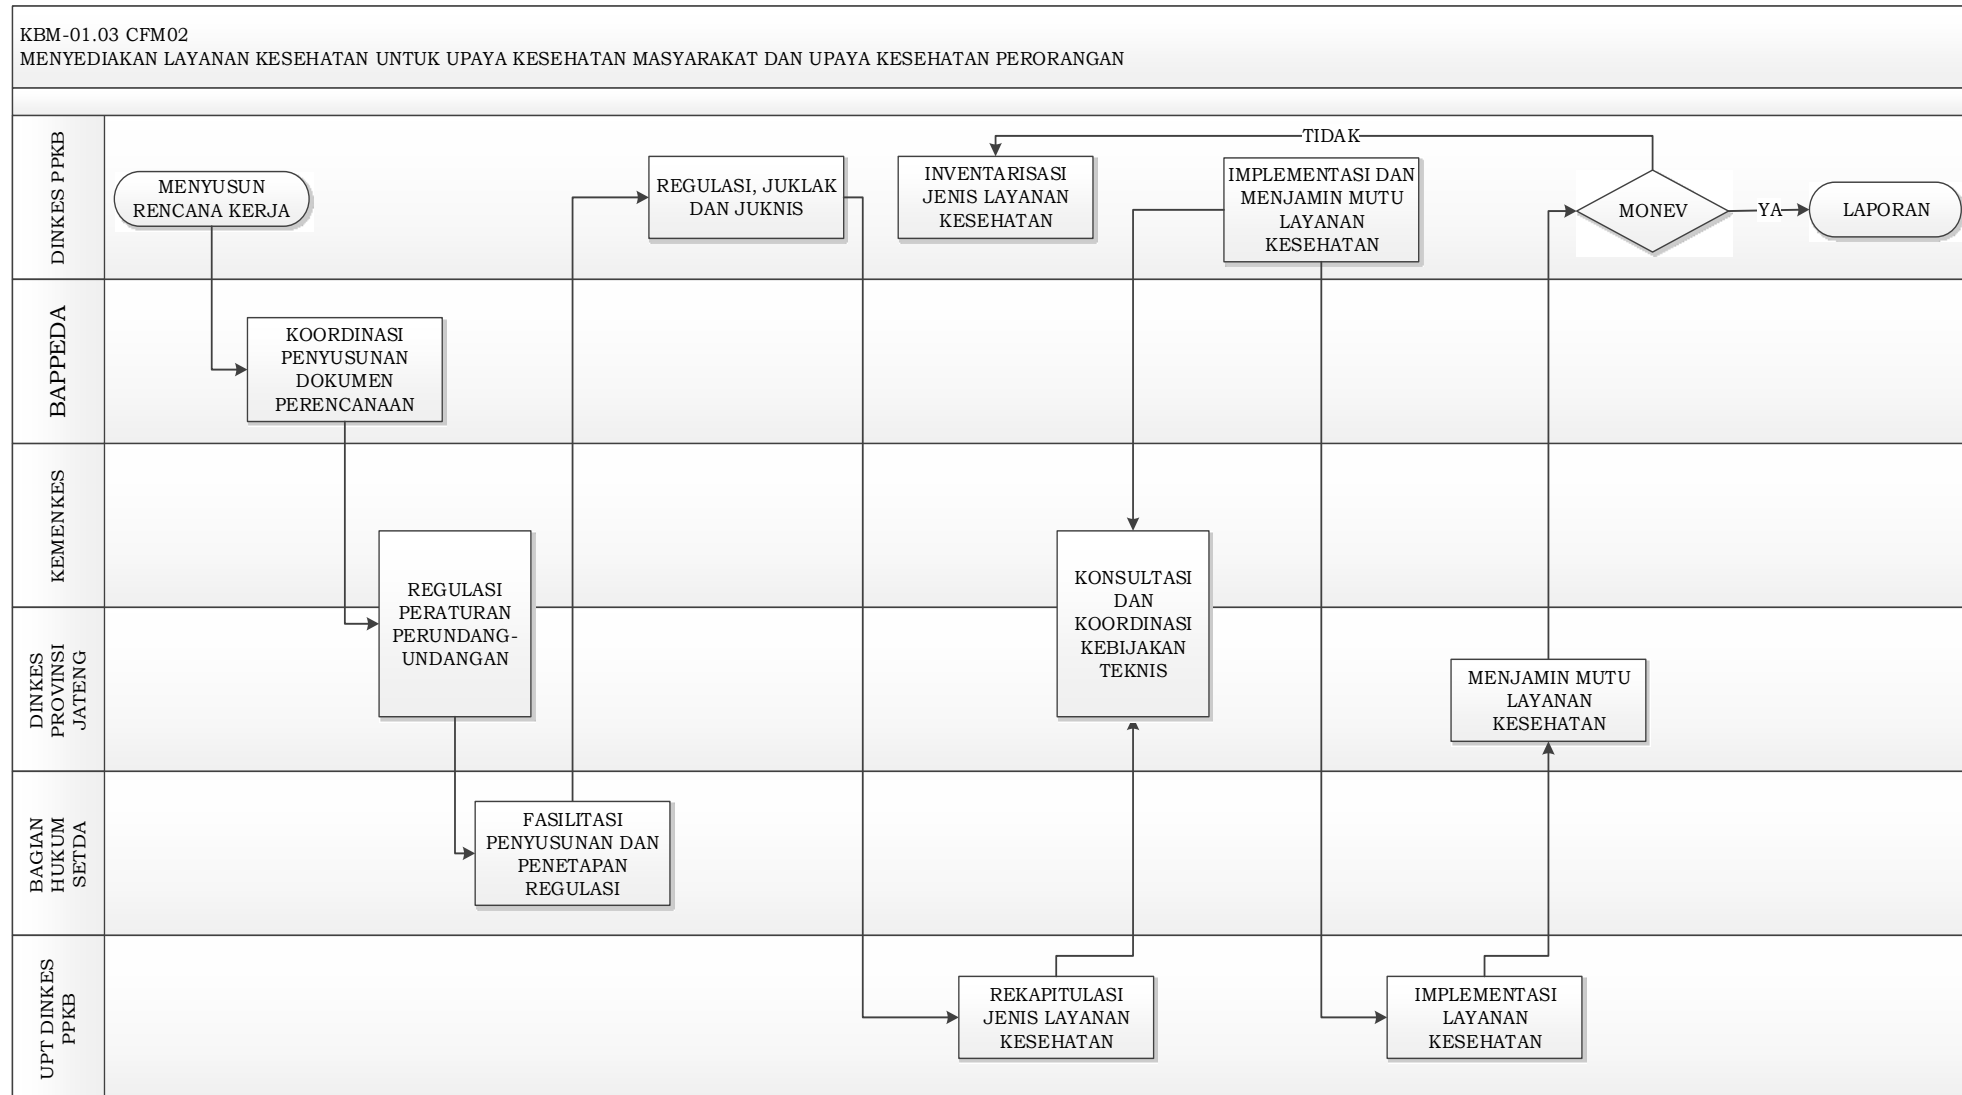 KBM-01.03 CFM02
MENYEDIAKAN LAYANAN KESEHATAN UNTUK UPAYA KESEHATAN MASYARAKAT DAN UPAYA KESEHATAN PERORANGAN
DINKES PPKB
MENYUSUN
RENCANA KERJA
REGULASI, JUKLAK
DAN JUKNIS
INVENTARISASI
JENIS LAYANAN
KESEHATAN
TIDAK
IMPLEMENTASI DAN
MENJAMIN MUTU
LAYANAN
KESEHATAN
MONEV
YA
LAPORAN
BAPPEDA
KOORDINASI
PENYUSUNAN
DOKUMEN
PERENCANAAN
KEMENKES
REGULASI
PERATURAN
PERUNDANG-
UNDANGAN
KONSULTASI
DAN
KOORDINASI
KEBIJAKAN
TEKNIS
DINKES
PROVINSI
JATENG
MENJAMIN MUTU
LAYANAN
KESEHATAN
BAGIAN
HUKUM
SETDA
FASILITASI
PENYUSUNAN DAN
PENETAPAN
REGULASI
UPT DINKES
PPKB
REKAPITULASI
JENIS LAYANAN
KESEHATAN
IMPLEMENTASI
LAYANAN
KESEHATAN